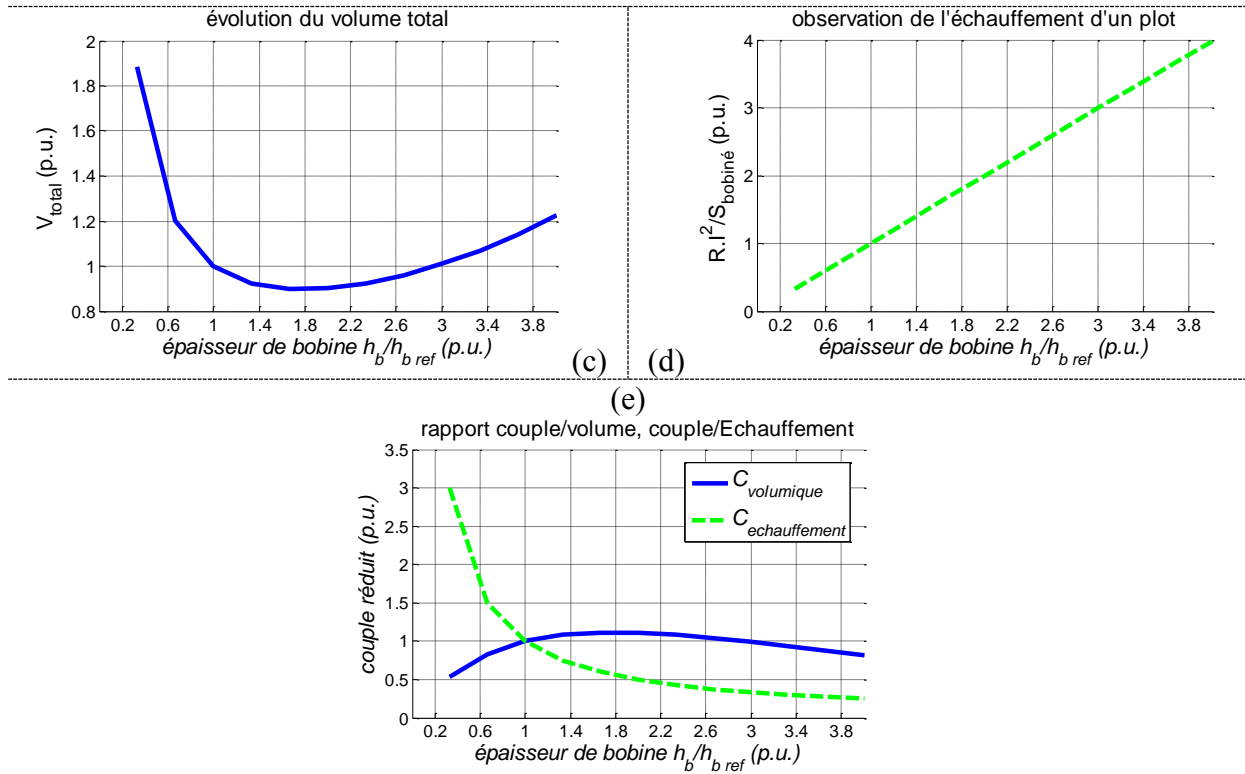 évolution du volume total
2
1.8
1.6
1.4
1.2
1
0.8
V_total (p.u.)
0.2 0.6 1 1.4 1.8 2.2 2.6 3 3.4 3.8
épaisseur de bobine h_b/h_b ref (p.u.)
(c)
observation de l'échauffement d'un plot
4
3
2
1
0
R.I²/S_bobiné (p.u.)
0.2 0.6 1 1.4 1.8 2.2 2.6 3 3.4 3.8
épaisseur de bobine h_b/h_b ref (p.u.)
(d)
(e)
rapport couple/volume, couple/Echauffement
3.5
3
2.5
2
1.5
1
0.5
0
couple réduit (p.u.)
C_volumique
C_echauffement
0.2 0.6 1 1.4 1.8 2.2 2.6 3 3.4 3.8
épaisseur de bobine h_b/h_b ref (p.u.)